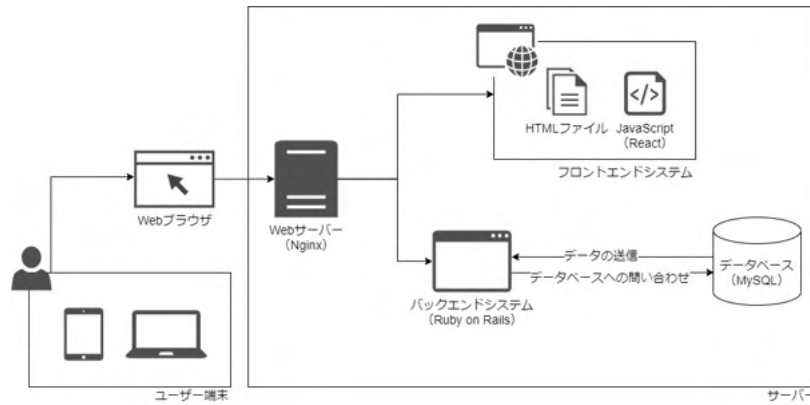 HTMLファイル
JavaScript
（React）
フロントエンドシステム
Webブラウザ
Webサーバー
（Nginx）
データの送信
データベースへの問い合わせ
データベース
（MySQL）
バックエンドシステム
（Ruby on Rails）
ユーザー端末
サーバー